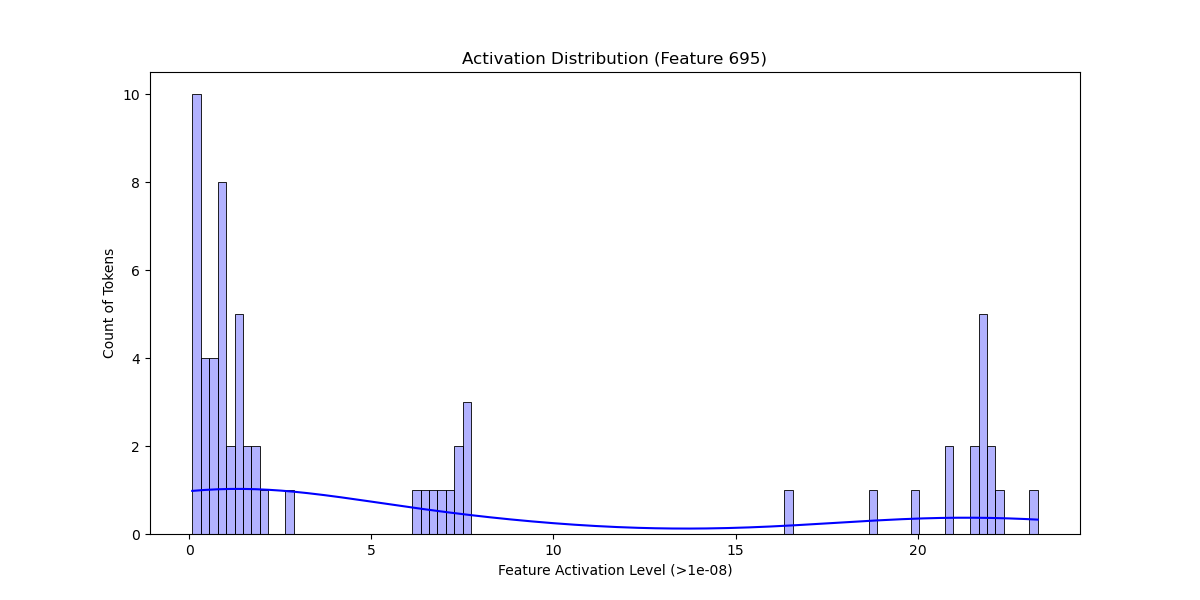 Activation Distribution (Feature 695)
10
8
6
4
2
0
Count of Tokens
0 5 10 15 20
Feature Activation Level (>1e-08)